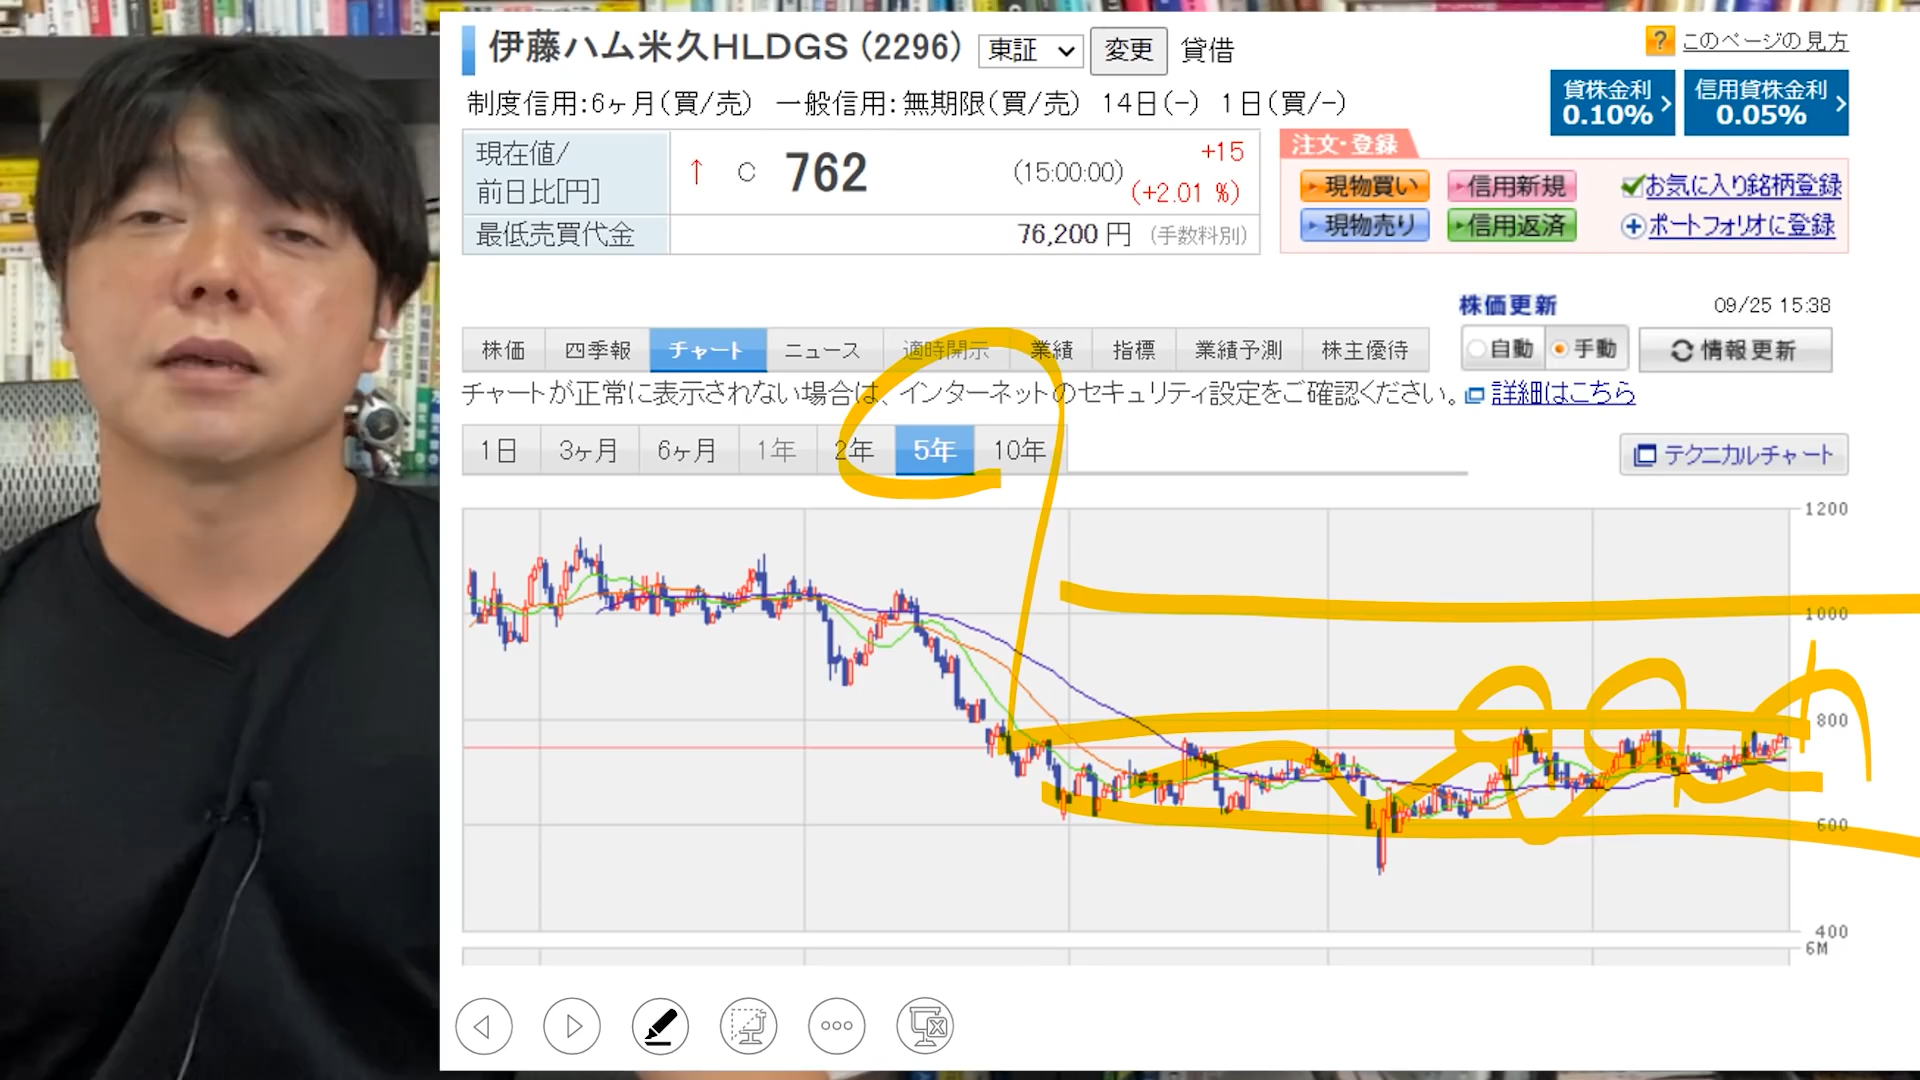 伊藤ハム米久HLDGS (2296) 東証 変更 貸借
? このページの見方
制度信用:6ヶ月(買/売) 一般信用:無期限(買/売) 14日(-) 1日(買/-)
貸株金利 0.10%
信用貸株金利 0.05%
現在値/前日比[円] ↑ C 762 (15:00:00) +15 (+2.01 %)
最低売買代金 76,200 円 (手数料別)
注文・登録
現物買い 信用新規 お気に入り銘柄登録
現物売り 信用返済 ポートフォリオに登録
株価更新 09/25 15:38
株価 四季報 チャート ニュース 適時開示 業績 指標 業績予測 株主優待
自動 手動 情報更新
チャートが正常に表示されない場合は、インターネットのセキュリティ設定をご確認ください。 詳細はこちら
1日 3ヶ月 6ヶ月 1年 2年 5年 10年
テクニカルチャート
1200
1000
800
600
400
6M